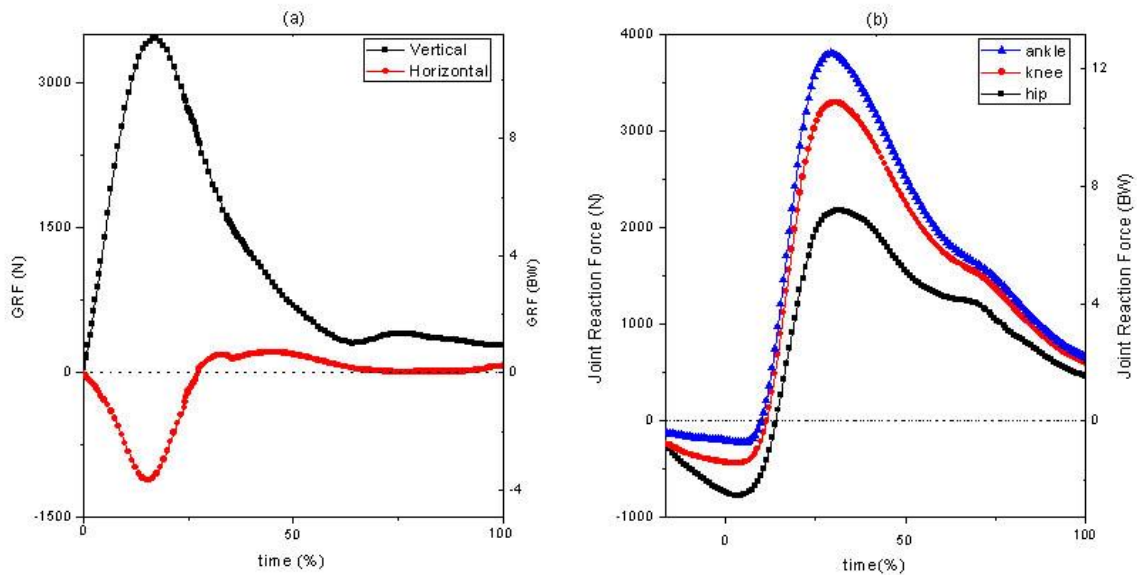 (a)
Vertical
Horizontal
3000
1500
0
-1500
8
4
0
-4
GRF (N)
GRF (BW)
0
50
100
time (%)
(b)
ankle
knee
hip
4000
3000
2000
1000
0
-1000
12
8
4
0
Joint Reaction Force (N)
Joint Reaction Force (BW)
0
50
100
time(%)